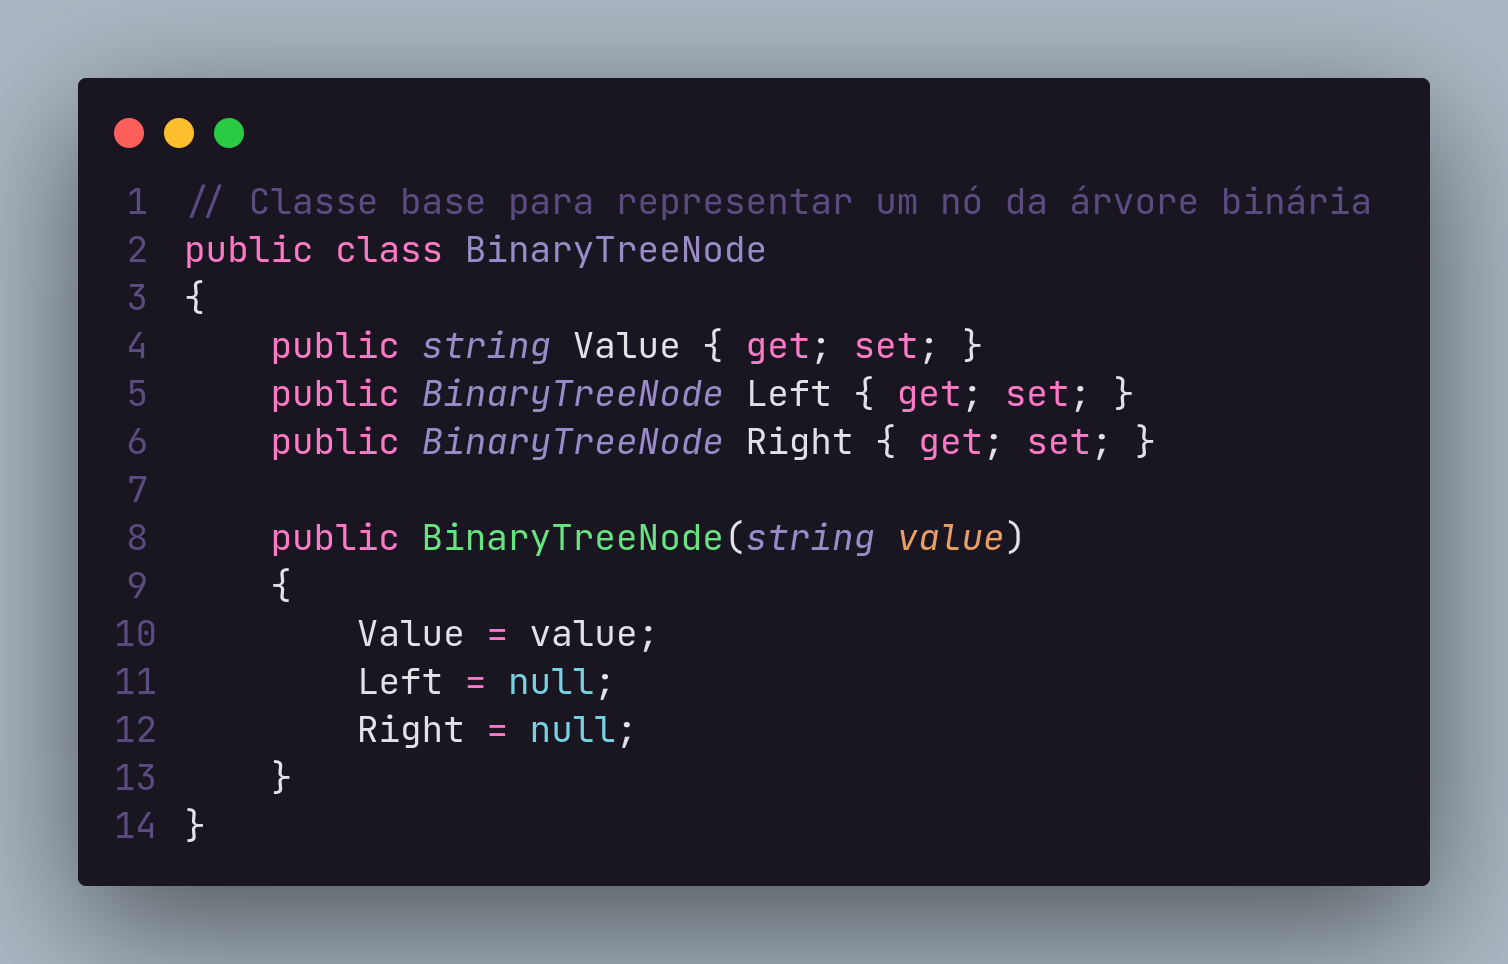 1 // Classe base para representar um nó da árvore binária
2 public class BinaryTreeNode
3 {
4     public string Value { get; set; }
5     public BinaryTreeNode Left { get; set; }
6     public BinaryTreeNode Right { get; set; }
7
8     public BinaryTreeNode(string value)
9     {
10         Value = value;
11         Left = null;
12         Right = null;
13     }
14 }